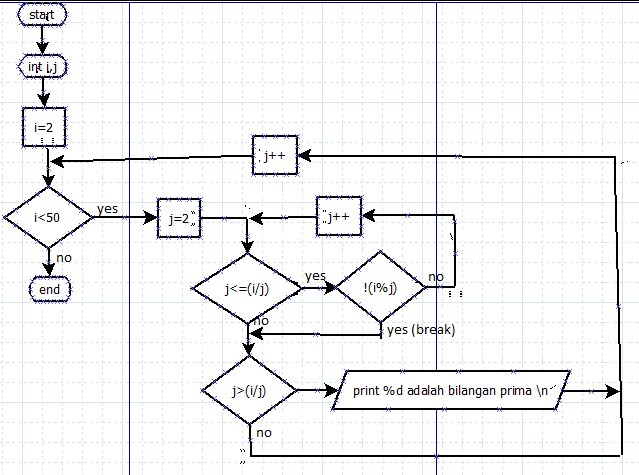 start
int i,j
i=2
j++
i<50
yes
j=2
j++
no
end
j<=(i/j)
yes
!(i%j)
no
no
yes (break)
j>(i/j)
print %d adalah bilangan prima \n
no